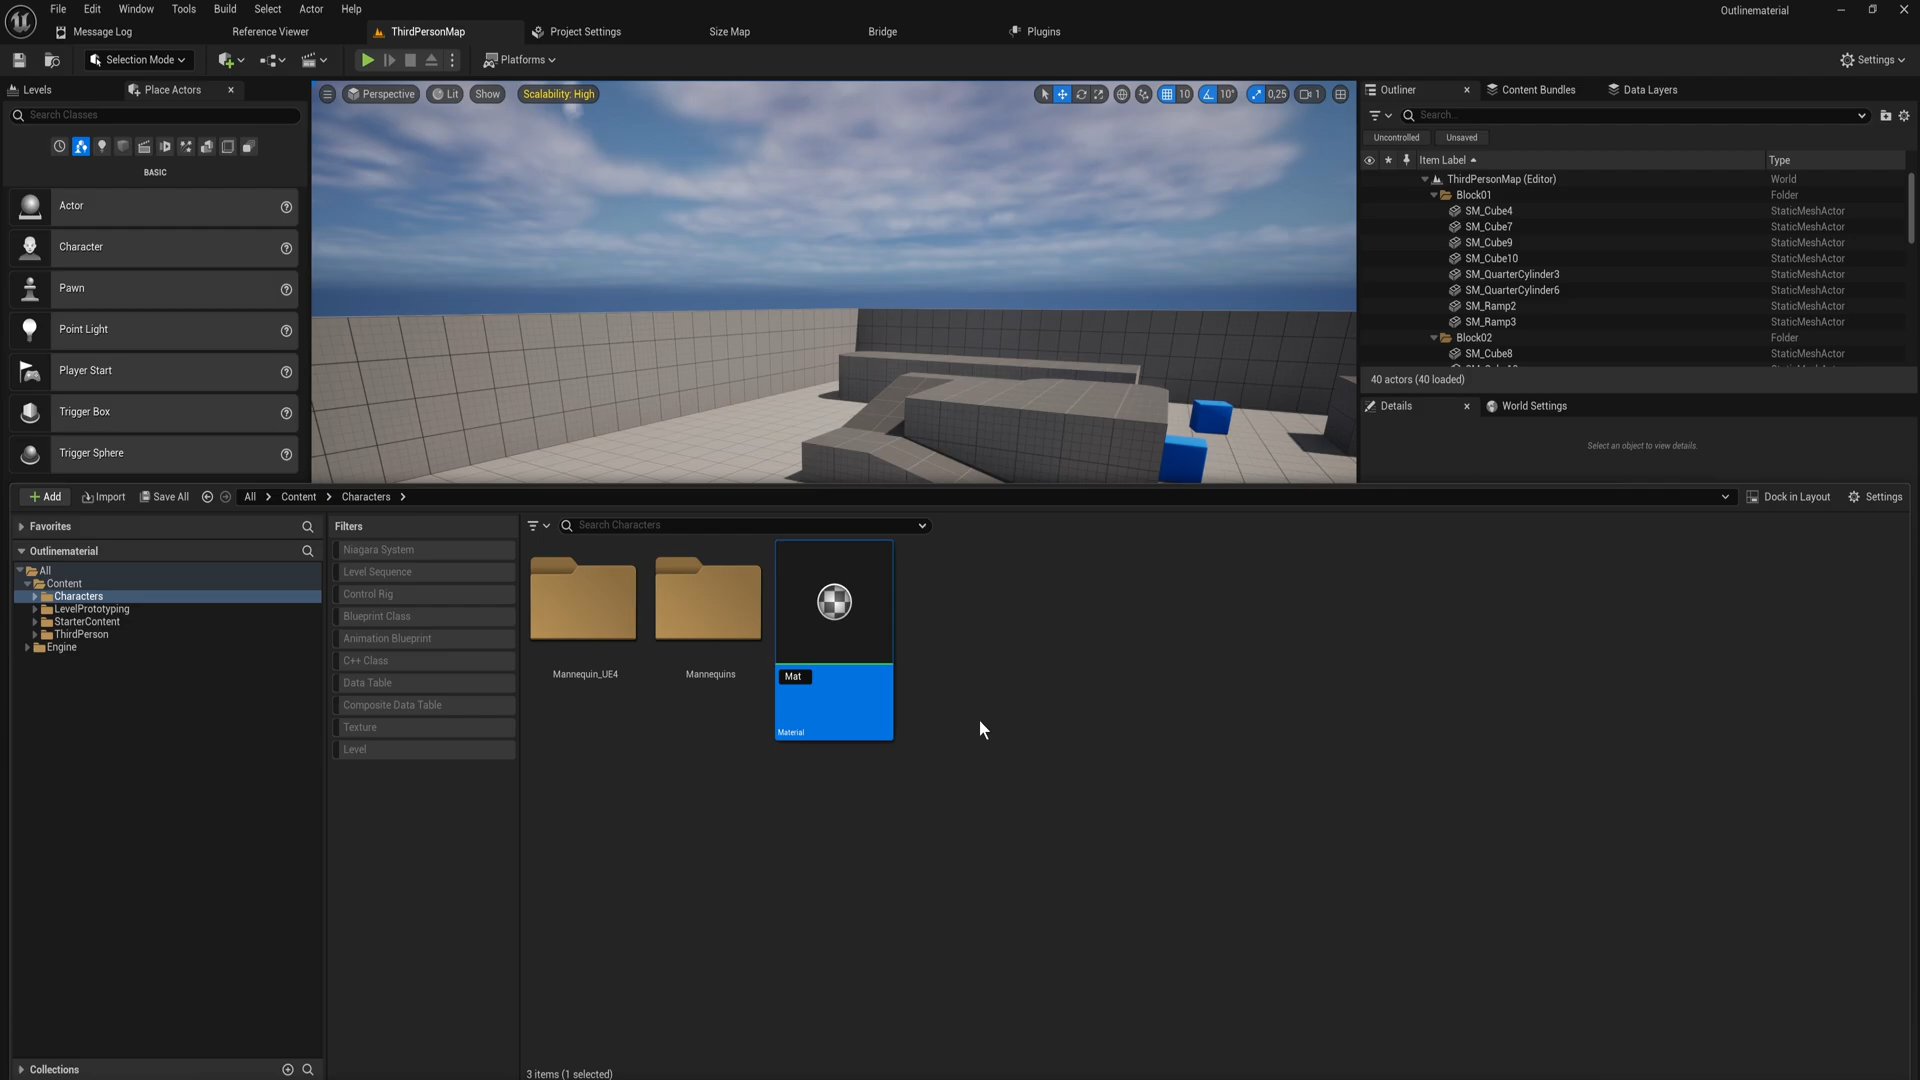 File Edit Window Tools Build Select Actor Help
Outlinematerial
Message Log
Reference Viewer
ThirdPersonMap
Project Settings
Size Map
Bridge
Plugins
Selection Mode
Platforms
Settings
Levels
Place Actors
Search Classes
BASIC
Actor
Character
Pawn
Point Light
Player Start
Trigger Box
Trigger Sphere
Perspective
Lit
Show
Scalability: High
10
10°
0,25
1
Outliner
Content Bundles
Data Layers
Search...
Uncontrolled
Unsaved
Item Label
Type
ThirdPersonMap (Editor) World
Block01 Folder
SM_Cube4 StaticMeshActor
SM_Cube7 StaticMeshActor
SM_Cube9 StaticMeshActor
SM_Cube10 StaticMeshActor
SM_QuarterCylinder3 StaticMeshActor
SM_QuarterCylinder6 StaticMeshActor
SM_Ramp2 StaticMeshActor
SM_Ramp3 StaticMeshActor
Block02 Folder
SM_Cube8 StaticMeshActor
40 actors (40 loaded)
Details
World Settings
Select an object to view details.
Add
Import
Save All
All
Content
Characters
Dock in Layout
Settings
Favorites
Outlinematerial
All
Content
Characters
LevelPrototyping
StarterContent
ThirdPerson
Engine
Collections
Filters
Niagara System
Level Sequence
Control Rig
Blueprint Class
Animation Blueprint
C++ Class
Data Table
Composite Data Table
Texture
Level
Search Characters
Mannequin_UE4
Mannequins
Mat
Material
3 items (1 selected)